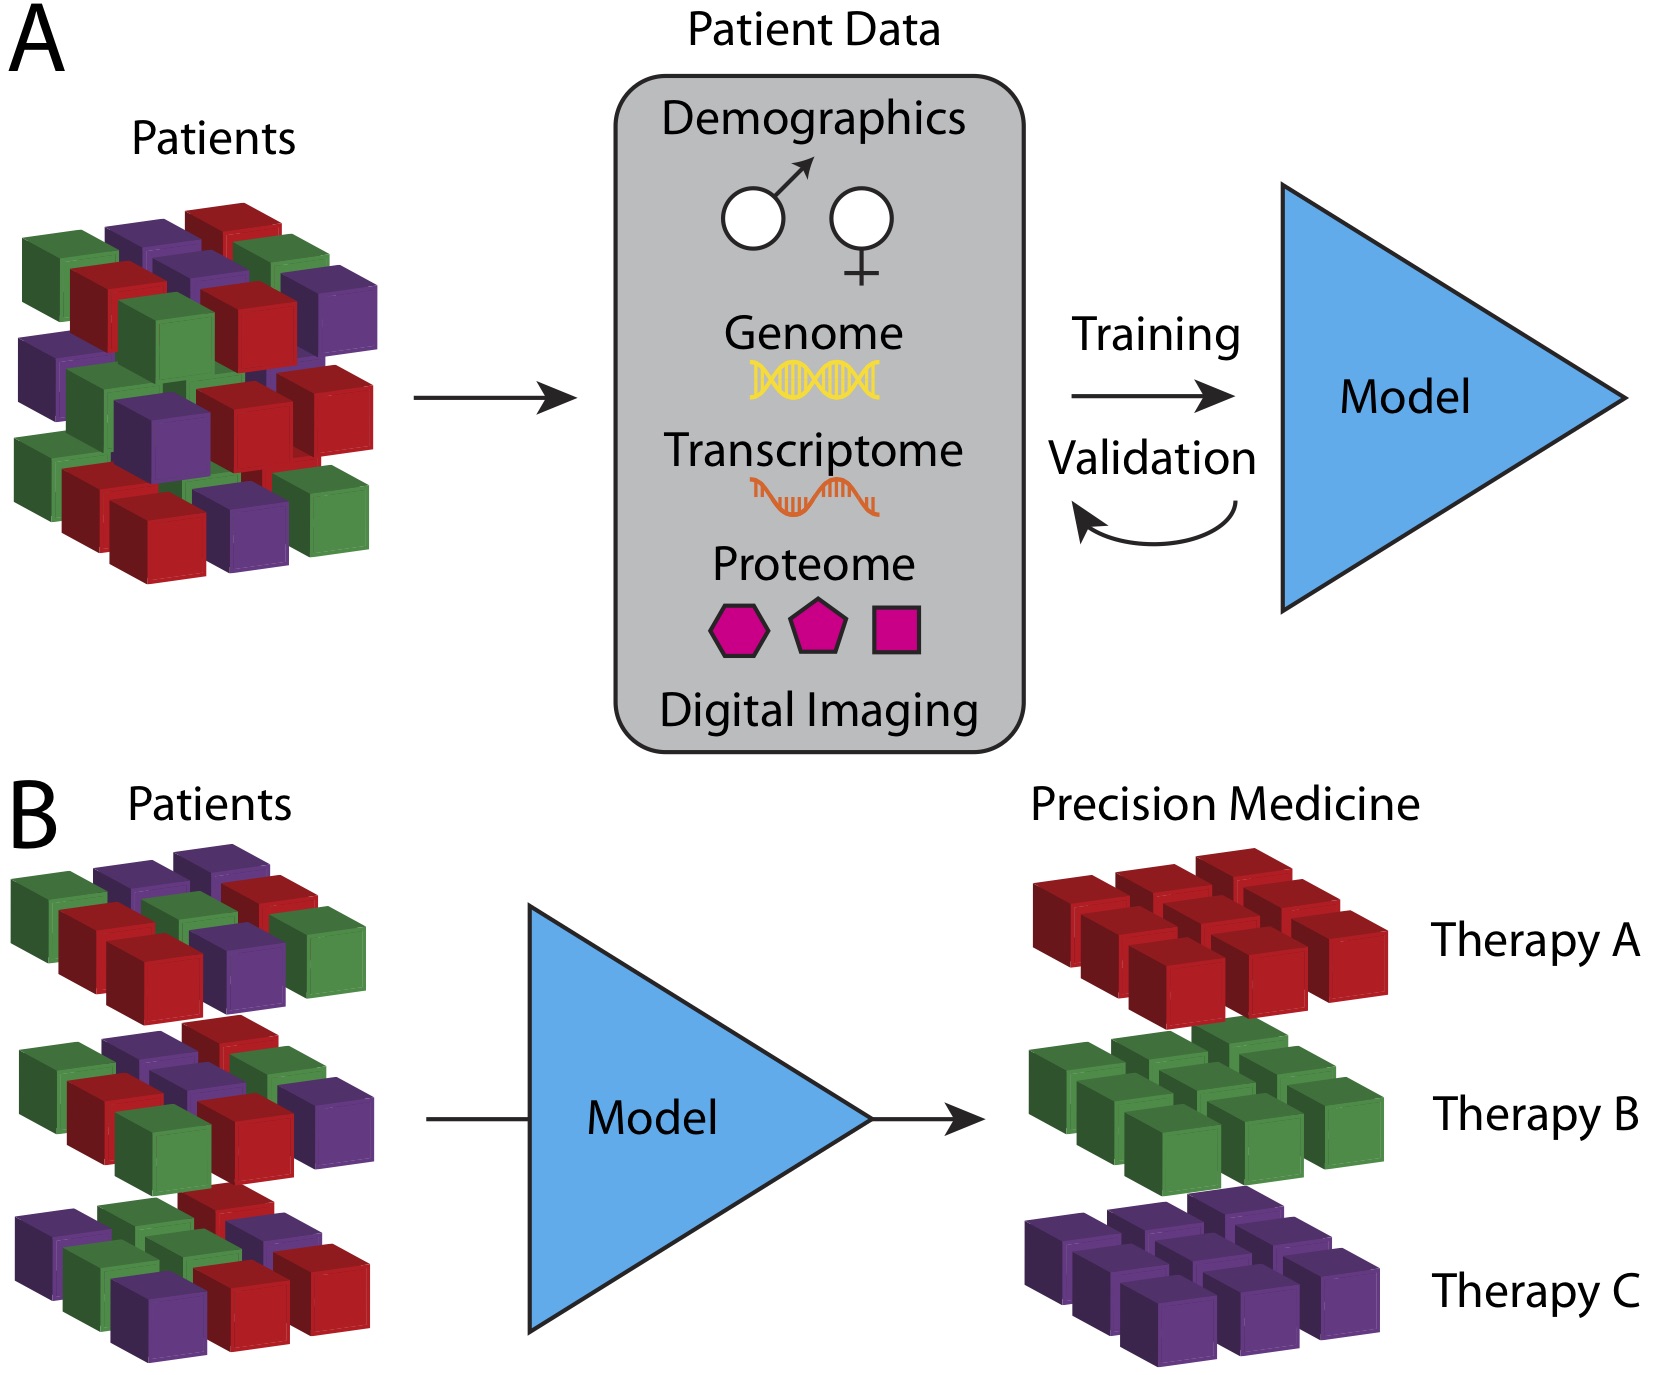 A
Patient Data
Patients
Demographics
Genome
Transcriptome
Proteome
Digital Imaging
Training
Validation
Model
B
Patients
Model
Precision Medicine
Therapy A
Therapy B
Therapy C